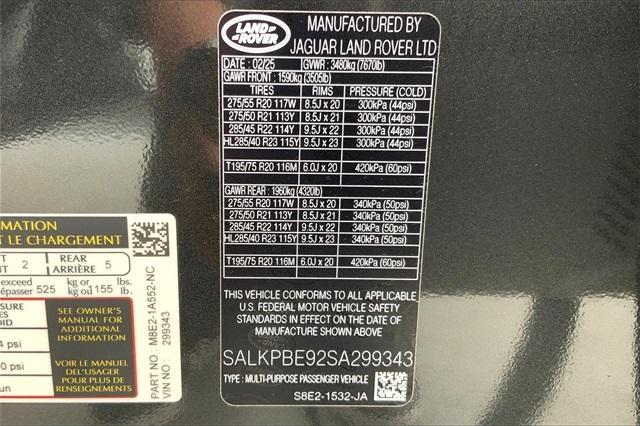 LAND
ROVER
MANUFACTURED BY
JAGUAR LAND ROVER LTD
DATE : 02/25 GVWR : 3480kg (7670lb)
GAWR FRONT : 1590kg (3505lb)
TIRES RIMS PRESSURE (COLD)
275/55 R20 117W 8.5J x 20 300kPa (44psi)
275/50 R21 113Y 8.5J x 21 300kPa (44psi)
285/45 R22 114Y 9.5J x 22 300kPa (44psi)
HL285/40 R23 115Y 9.5J x 23 300kPa (44psi)
T195/75 R20 116M 6.0J x 20 420kPa (60psi)
GAWR REAR : 1960kg (4320lb)
275/55 R20 117W 8.5J x 20 340kPa (50psi)
275/50 R21 113Y 8.5J x 21 340kPa (50psi)
285/45 R22 114Y 9.5J x 22 340kPa (50psi)
HL285/40 R23 115Y 9.5J x 23 340kPa (50psi)
T195/75 R20 116M 6.0J x 20 420kPa (60psi)
THIS VEHICLE CONFORMS TO ALL APPLICABLE
U.S. FEDERAL MOTOR VEHICLE SAFETY
STANDARDS IN EFFECT ON THE DATE OF
MANUFACTURE SHOWN ABOVE
SALKPBE92SA299343
TYPE : MULTI-PURPOSE PASSENGER VEHICLE
S8E2-1532-JA
MATION
T LE CHARGEMENT
2 REAR 5
ARRIÈRE
exceed 525 kg or 155 lbs.
épasser kg ou lb.
SEE OWNER'S
MANUAL FOR
ADDITIONAL
INFORMATION
4 psi
0 psi
un
VOIR LE MANUEL
DE L'USAGER
POUR PLUS DE
RENSEIGNEMENTS
PART NO : M8E2-1A552-NC
VIN NO : 299343